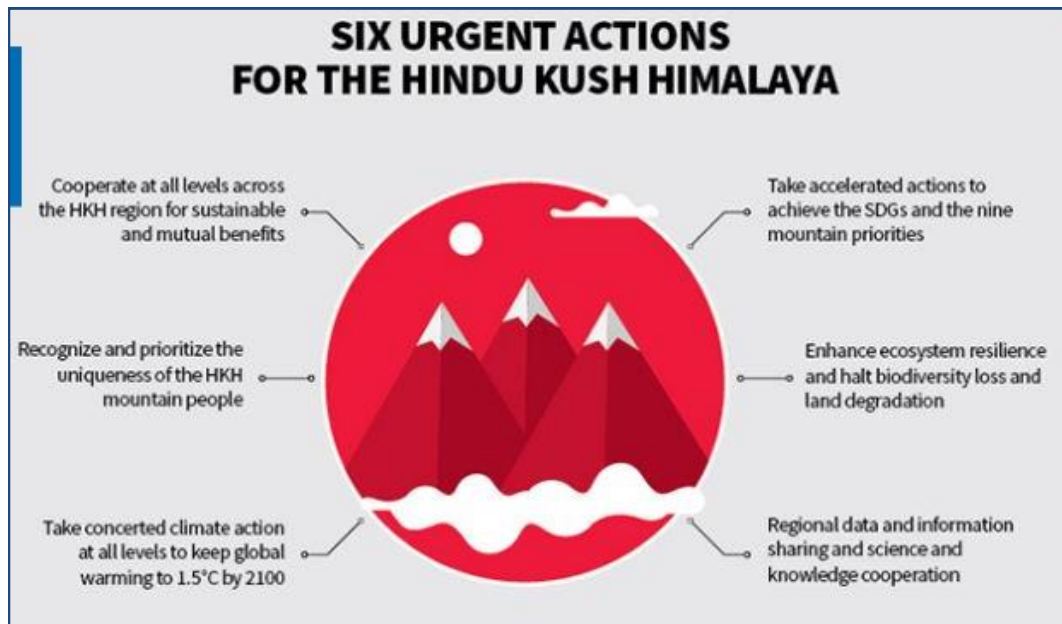 SIX URGENT ACTIONS
FOR THE HINDU KUSH HIMALAYA
Cooperate at all levels across
the HKH region for sustainable
and mutual benefits
Recognize and prioritize the
uniqueness of the HKH
mountain people
Take concerted climate action
at all levels to keep global
warming to 1.5°C by 2100
Take accelerated actions to
achieve the SDGs and the nine
mountain priorities
Enhance ecosystem resilience
and halt biodiversity loss and
land degradation
Regional data and information
sharing and science and
knowledge cooperation